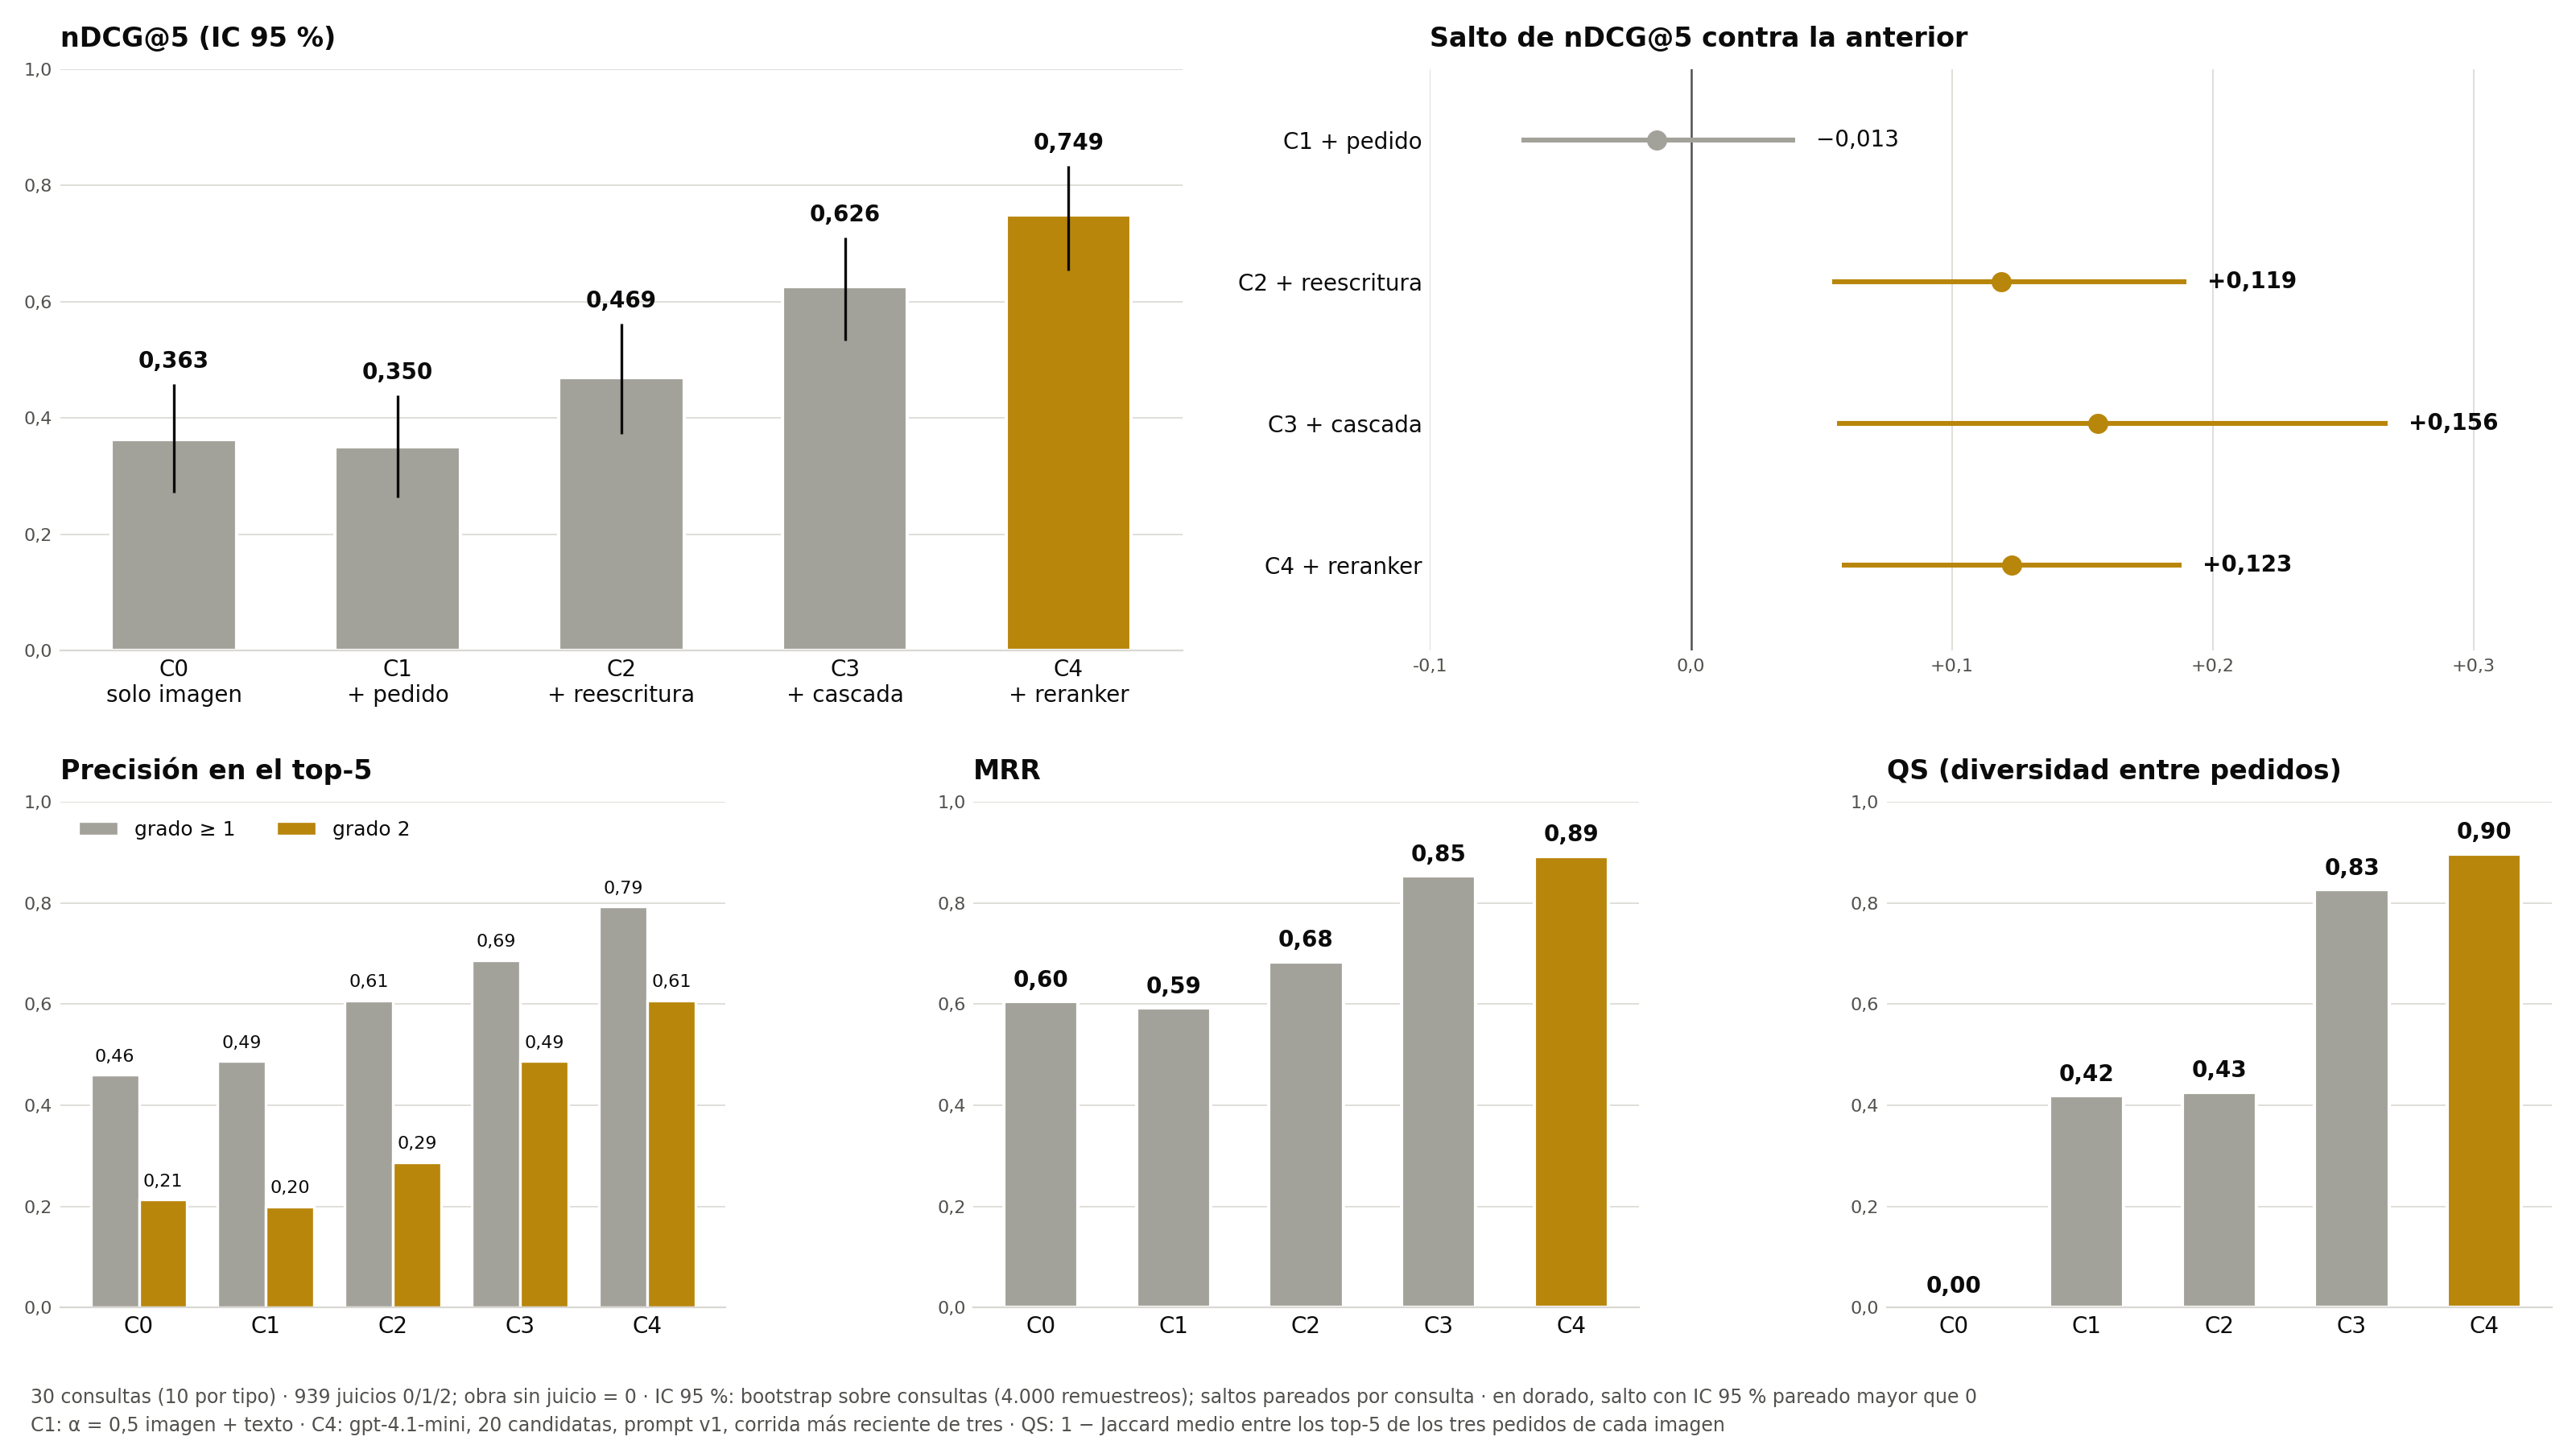 nDCG@5 (IC 95 %)
1,0
0,8
0,6
0,4
0,2
0,0
0,363
0,350
0,469
0,626
0,749
C0
solo imagen
C1
+ pedido
C2
+ reescritura
C3
+ cascada
C4
+ reranker
Salto de nDCG@5 contra la anterior
C1 + pedido
−0,013
C2 + reescritura
+0,119
C3 + cascada
+0,156
C4 + reranker
+0,123
-0,1
0,0
+0,1
+0,2
+0,3
Precisión en el top-5
grado ≥ 1
grado 2
1,0
0,8
0,6
0,4
0,2
0,0
0,46
0,21
0,49
0,20
0,61
0,29
0,69
0,49
0,79
0,61
C0
C1
C2
C3
C4
MRR
1,0
0,8
0,6
0,4
0,2
0,0
0,60
0,59
0,68
0,85
0,89
C0
C1
C2
C3
C4
QS (diversidad entre pedidos)
1,0
0,8
0,6
0,4
0,2
0,0
0,00
0,42
0,43
0,83
0,90
C0
C1
C2
C3
C4
30 consultas (10 por tipo) · 939 juicios 0/1/2; obra sin juicio = 0 · IC 95 %: bootstrap sobre consultas (4.000 remuestreos); saltos pareados por consulta · en dorado, salto con IC 95 % pareado mayor que 0
C1: α = 0,5 imagen + texto · C4: gpt-4.1-mini, 20 candidatas, prompt v1, corrida más reciente de tres · QS: 1 − Jaccard medio entre los top-5 de los tres pedidos de cada imagen